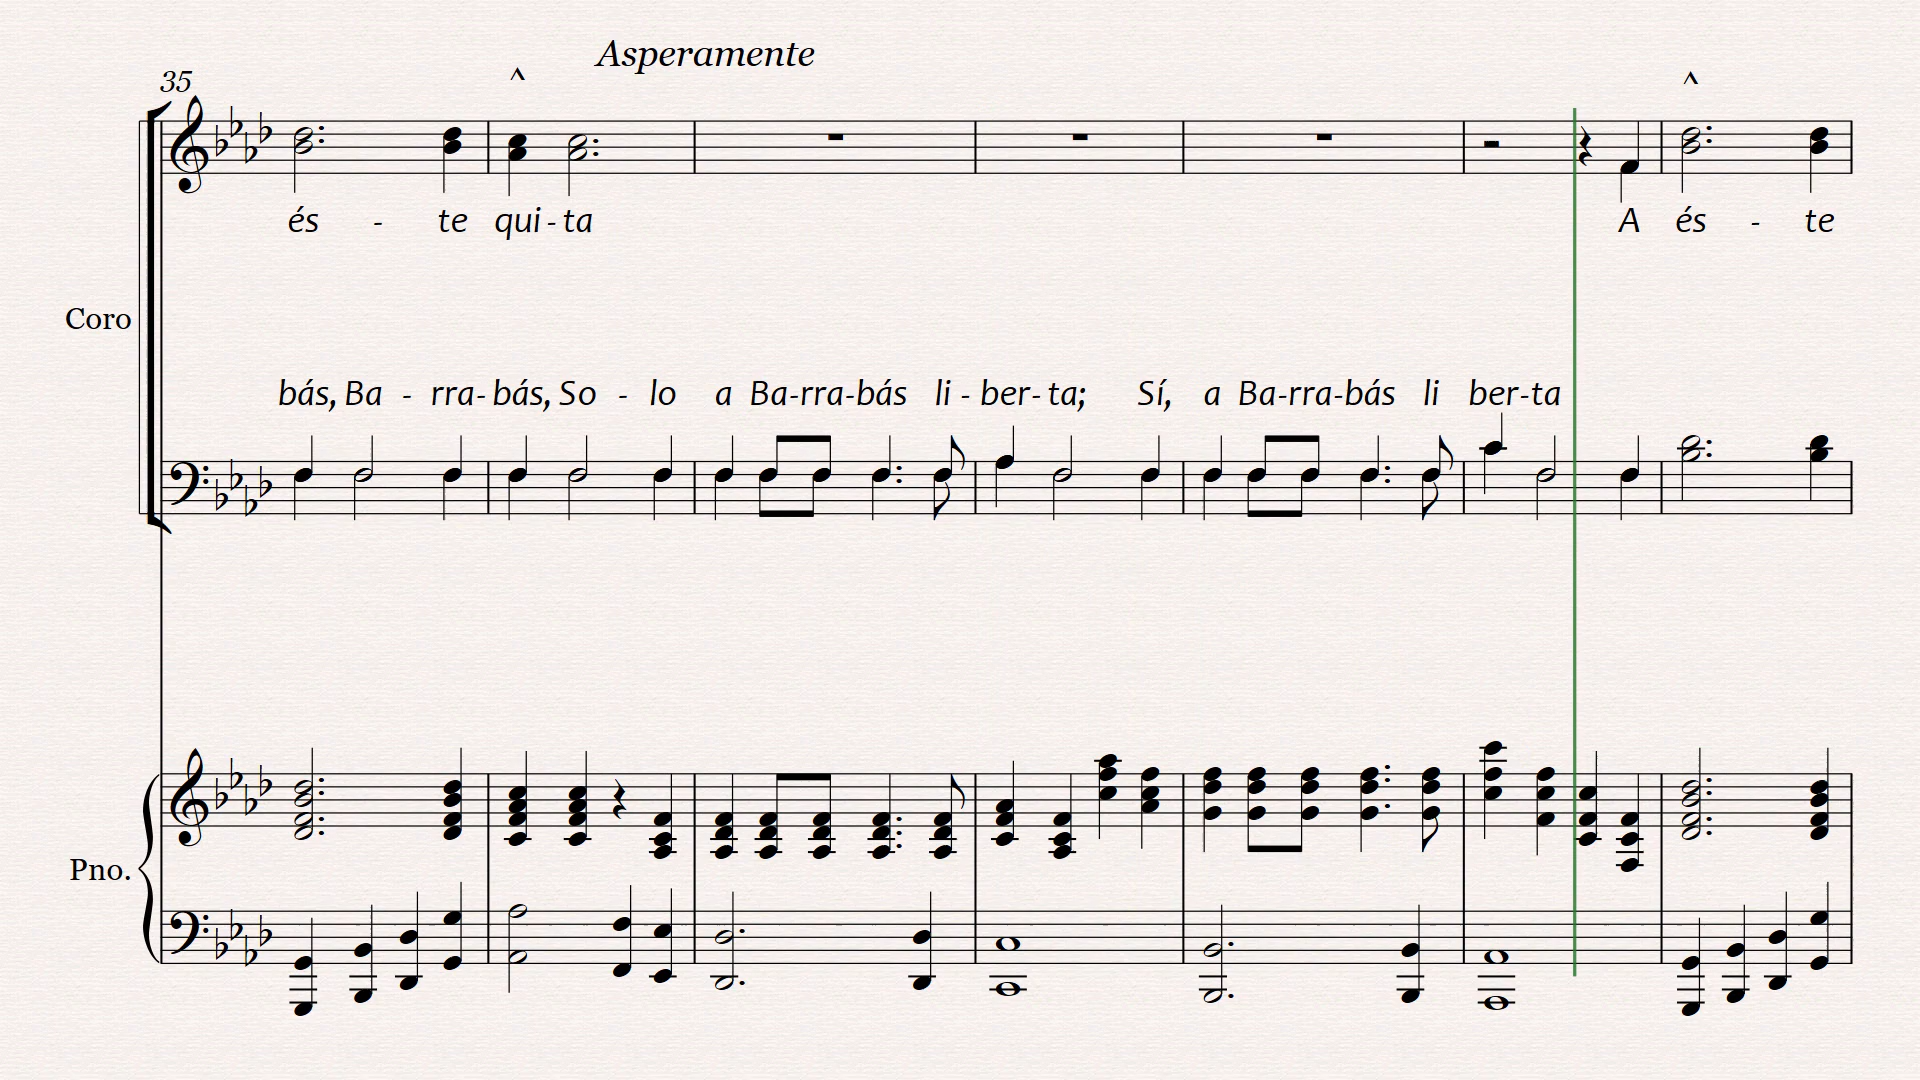 Asperamente
35
és - te qui - ta A és - te
Coro
bás, Ba - rra - bás, So - lo a Ba-rra-bás li - ber - ta; Sí, a Ba-rra-bás li ber-ta
Pno.